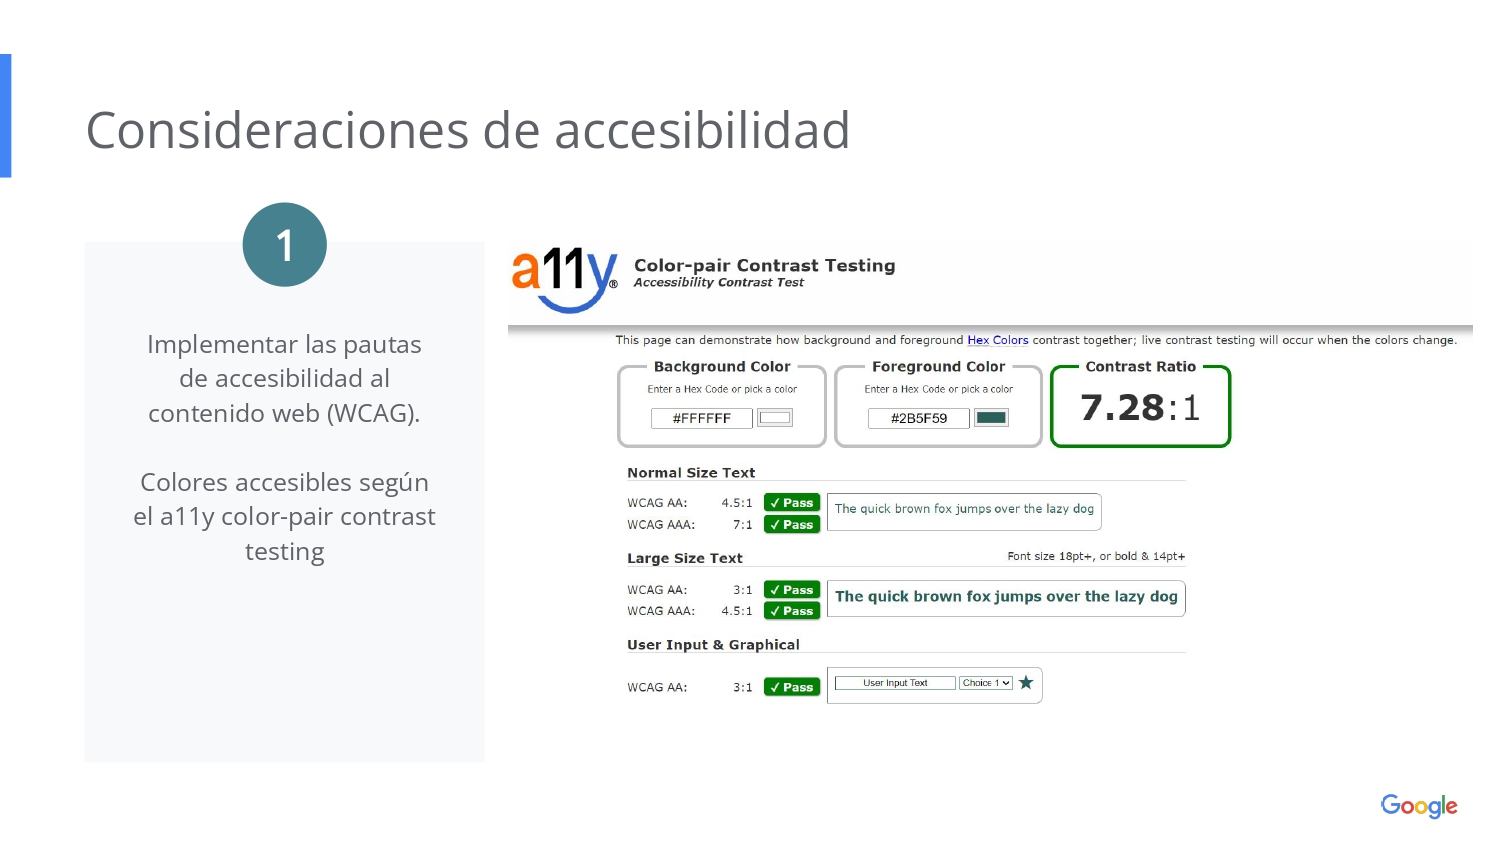 Consideraciones de accesibilidad
1
Implementar las pautas
de accesibilidad al
contenido web (WCAG).
Colores accesibles según
el a11y color-pair contrast
testing
a11y®
Color-pair Contrast Testing
Accessibility Contrast Test
This page can demonstrate how background and foreground Hex Colors contrast together; live contrast testing will occur when the colors change.
Background Color
Enter a Hex Code or pick a color
#FFFFFF
Foreground Color
Enter a Hex Code or pick a color
#2B5F59
Contrast Ratio
7.28:1
Normal Size Text
WCAG AA: 4.5:1 ✓ Pass
WCAG AAA: 7:1 ✓ Pass
The quick brown fox jumps over the lazy dog
Large Size Text
Font size 18pt+, or bold & 14pt+
WCAG AA: 3:1 ✓ Pass
WCAG AAA: 4.5:1 ✓ Pass
The quick brown fox jumps over the lazy dog
User Input & Graphical
WCAG AA: 3:1 ✓ Pass
User Input Text
Choice 1
Google